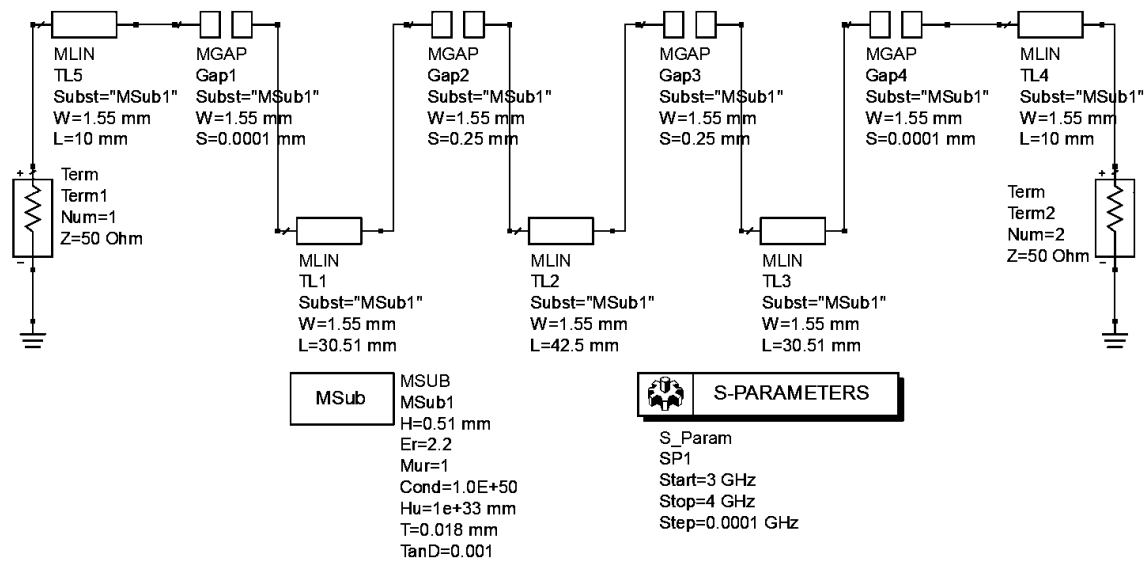 MLIN
TL5
Subst="MSub1"
W=1.55 mm
L=10 mm
MGAP
Gap1
Subst="MSub1"
W=1.55 mm
S=0.0001 mm
MGAP
Gap2
Subst="MSub1"
W=1.55 mm
S=0.25 mm
MGAP
Gap3
Subst="MSub1"
W=1.55 mm
S=0.25 mm
MGAP
Gap4
Subst="MSub1"
W=1.55 mm
S=0.0001 mm
MLIN
TL4
Subst="MSub1"
W=1.55 mm
L=10 mm
+
Term
Term1
Num=1
Z=50 Ohm
-
+
Term
Term2
Num=2
Z=50 Ohm
-
MLIN
TL1
Subst="MSub1"
W=1.55 mm
L=30.51 mm
MLIN
TL2
Subst="MSub1"
W=1.55 mm
L=42.5 mm
MLIN
TL3
Subst="MSub1"
W=1.55 mm
L=30.51 mm
MSub
MSUB
MSub1
H=0.51 mm
Er=2.2
Mur=1
Cond=1.0E+50
Hu=1e+33 mm
T=0.018 mm
TanD=0.001
S-PARAMETERS
S_Param
SP1
Start=3 GHz
Stop=4 GHz
Step=0.0001 GHz